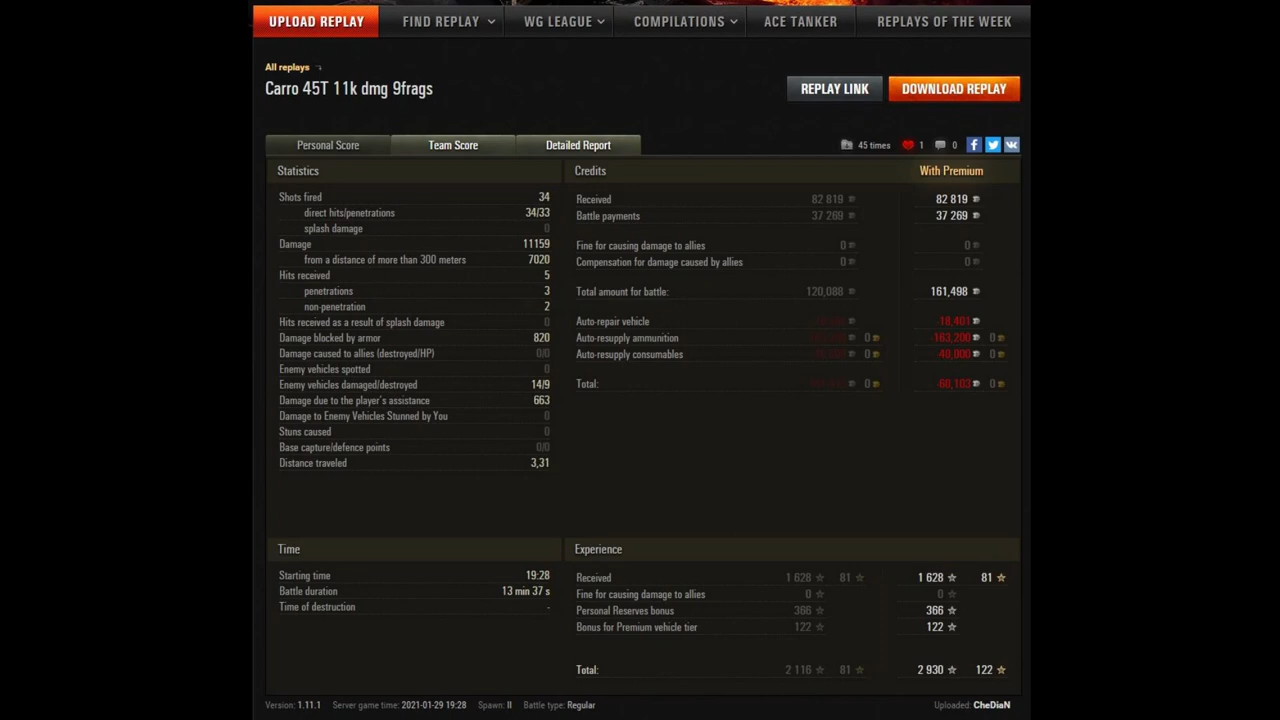 UPLOAD REPLAY FIND REPLAY WG LEAGUE COMPILATIONS ACE TANKER REPLAYS OF THE WEEK
All replays
Carro 45T 11k dmg 9frags
REPLAY LINK DOWNLOAD REPLAY
Personal Score Team Score Detailed Report 45 times 1 0
Statistics
Shots fired 34
direct hits/penetrations 34/33
splash damage 0
Damage 11159
from a distance of more than 300 meters 7020
Hits received 5
penetrations 3
non-penetration 2
Hits received as a result of splash damage 0
Damage blocked by armor 820
Damage caused to allies (destroyed/HP) 0/0
Enemy vehicles spotted 0
Enemy vehicles damaged/destroyed 14/9
Damage due to the player's assistance 663
Damage to Enemy Vehicles Stunned by You 0
Stuns caused 0
Base capture/defence points 0/0
Distance traveled 3,31
Credits With Premium
Received 82 819 82 819
Battle payments 37 269 37 269
Fine for causing damage to allies 0 0
Compensation for damage caused by allies 0 0
Total amount for battle: 120,088 161,498
Auto-repair vehicle 18,401
Auto-resupply ammunition 0 -163,200 0
Auto-resupply consumables 0 -40,000 0
Total: 0 60,103 0
Time
Starting time 19:28
Battle duration 13 min 37 s
Time of destruction -
Experience
Received 1 628 81 1 628 81
Fine for causing damage to allies 0 0
Personal Reserves bonus 366 366
Bonus for Premium vehicle tier 122 122
Total: 2 116 81 2 930 122
Version: 1.11.1 Server game time: 2021-01-29 19:28 Spawn: II Battle type: Regular Uploaded: CheDiaN